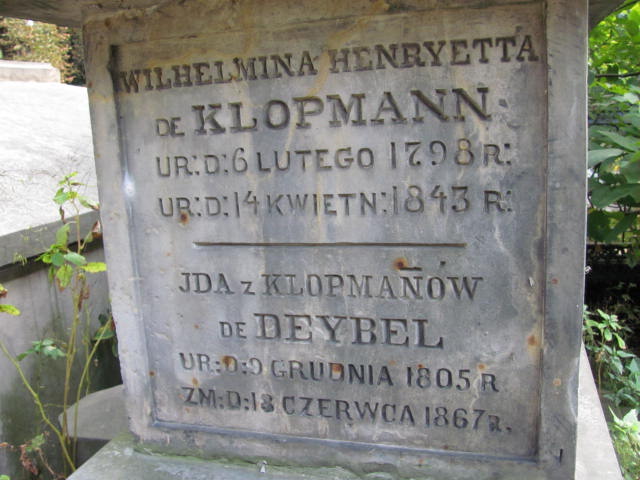 WILHELMINA HENRYETTA
DE KLOPMANN
UR: D: 6 LUTEGO 1798 R:
UR: D: 14 KWIETN: 1843 R:
JDA Z KLOPMAN̄ÓW
DE DEYBEL
UR: D: 9 GRUDNIA 1805 R
ZM: D: 18 CZERWCA 1867 R.